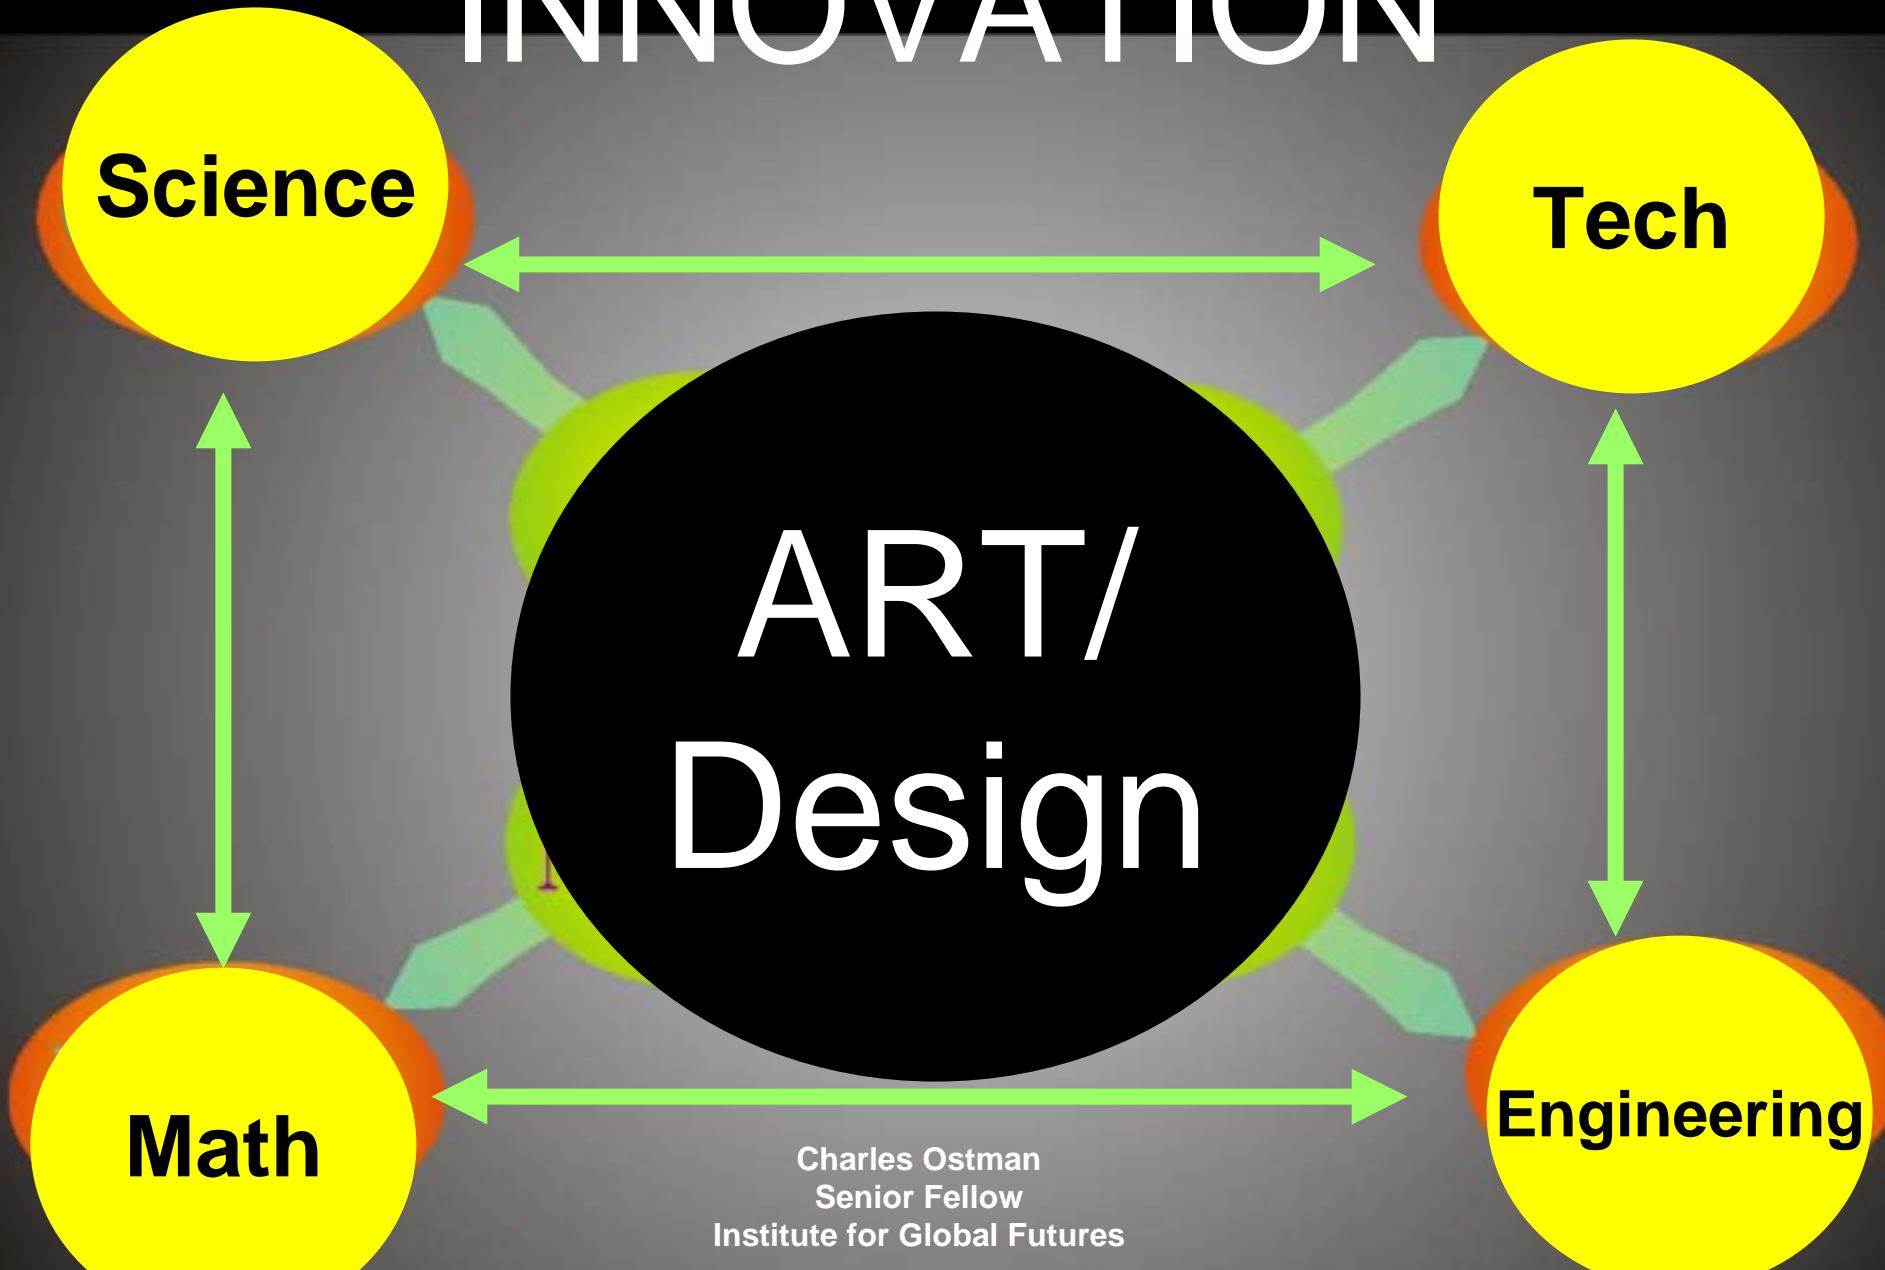 INNOVATION
Science
Tech
ART/
Design
Math
Engineering
Charles Ostman
Senior Fellow
Institute for Global Futures